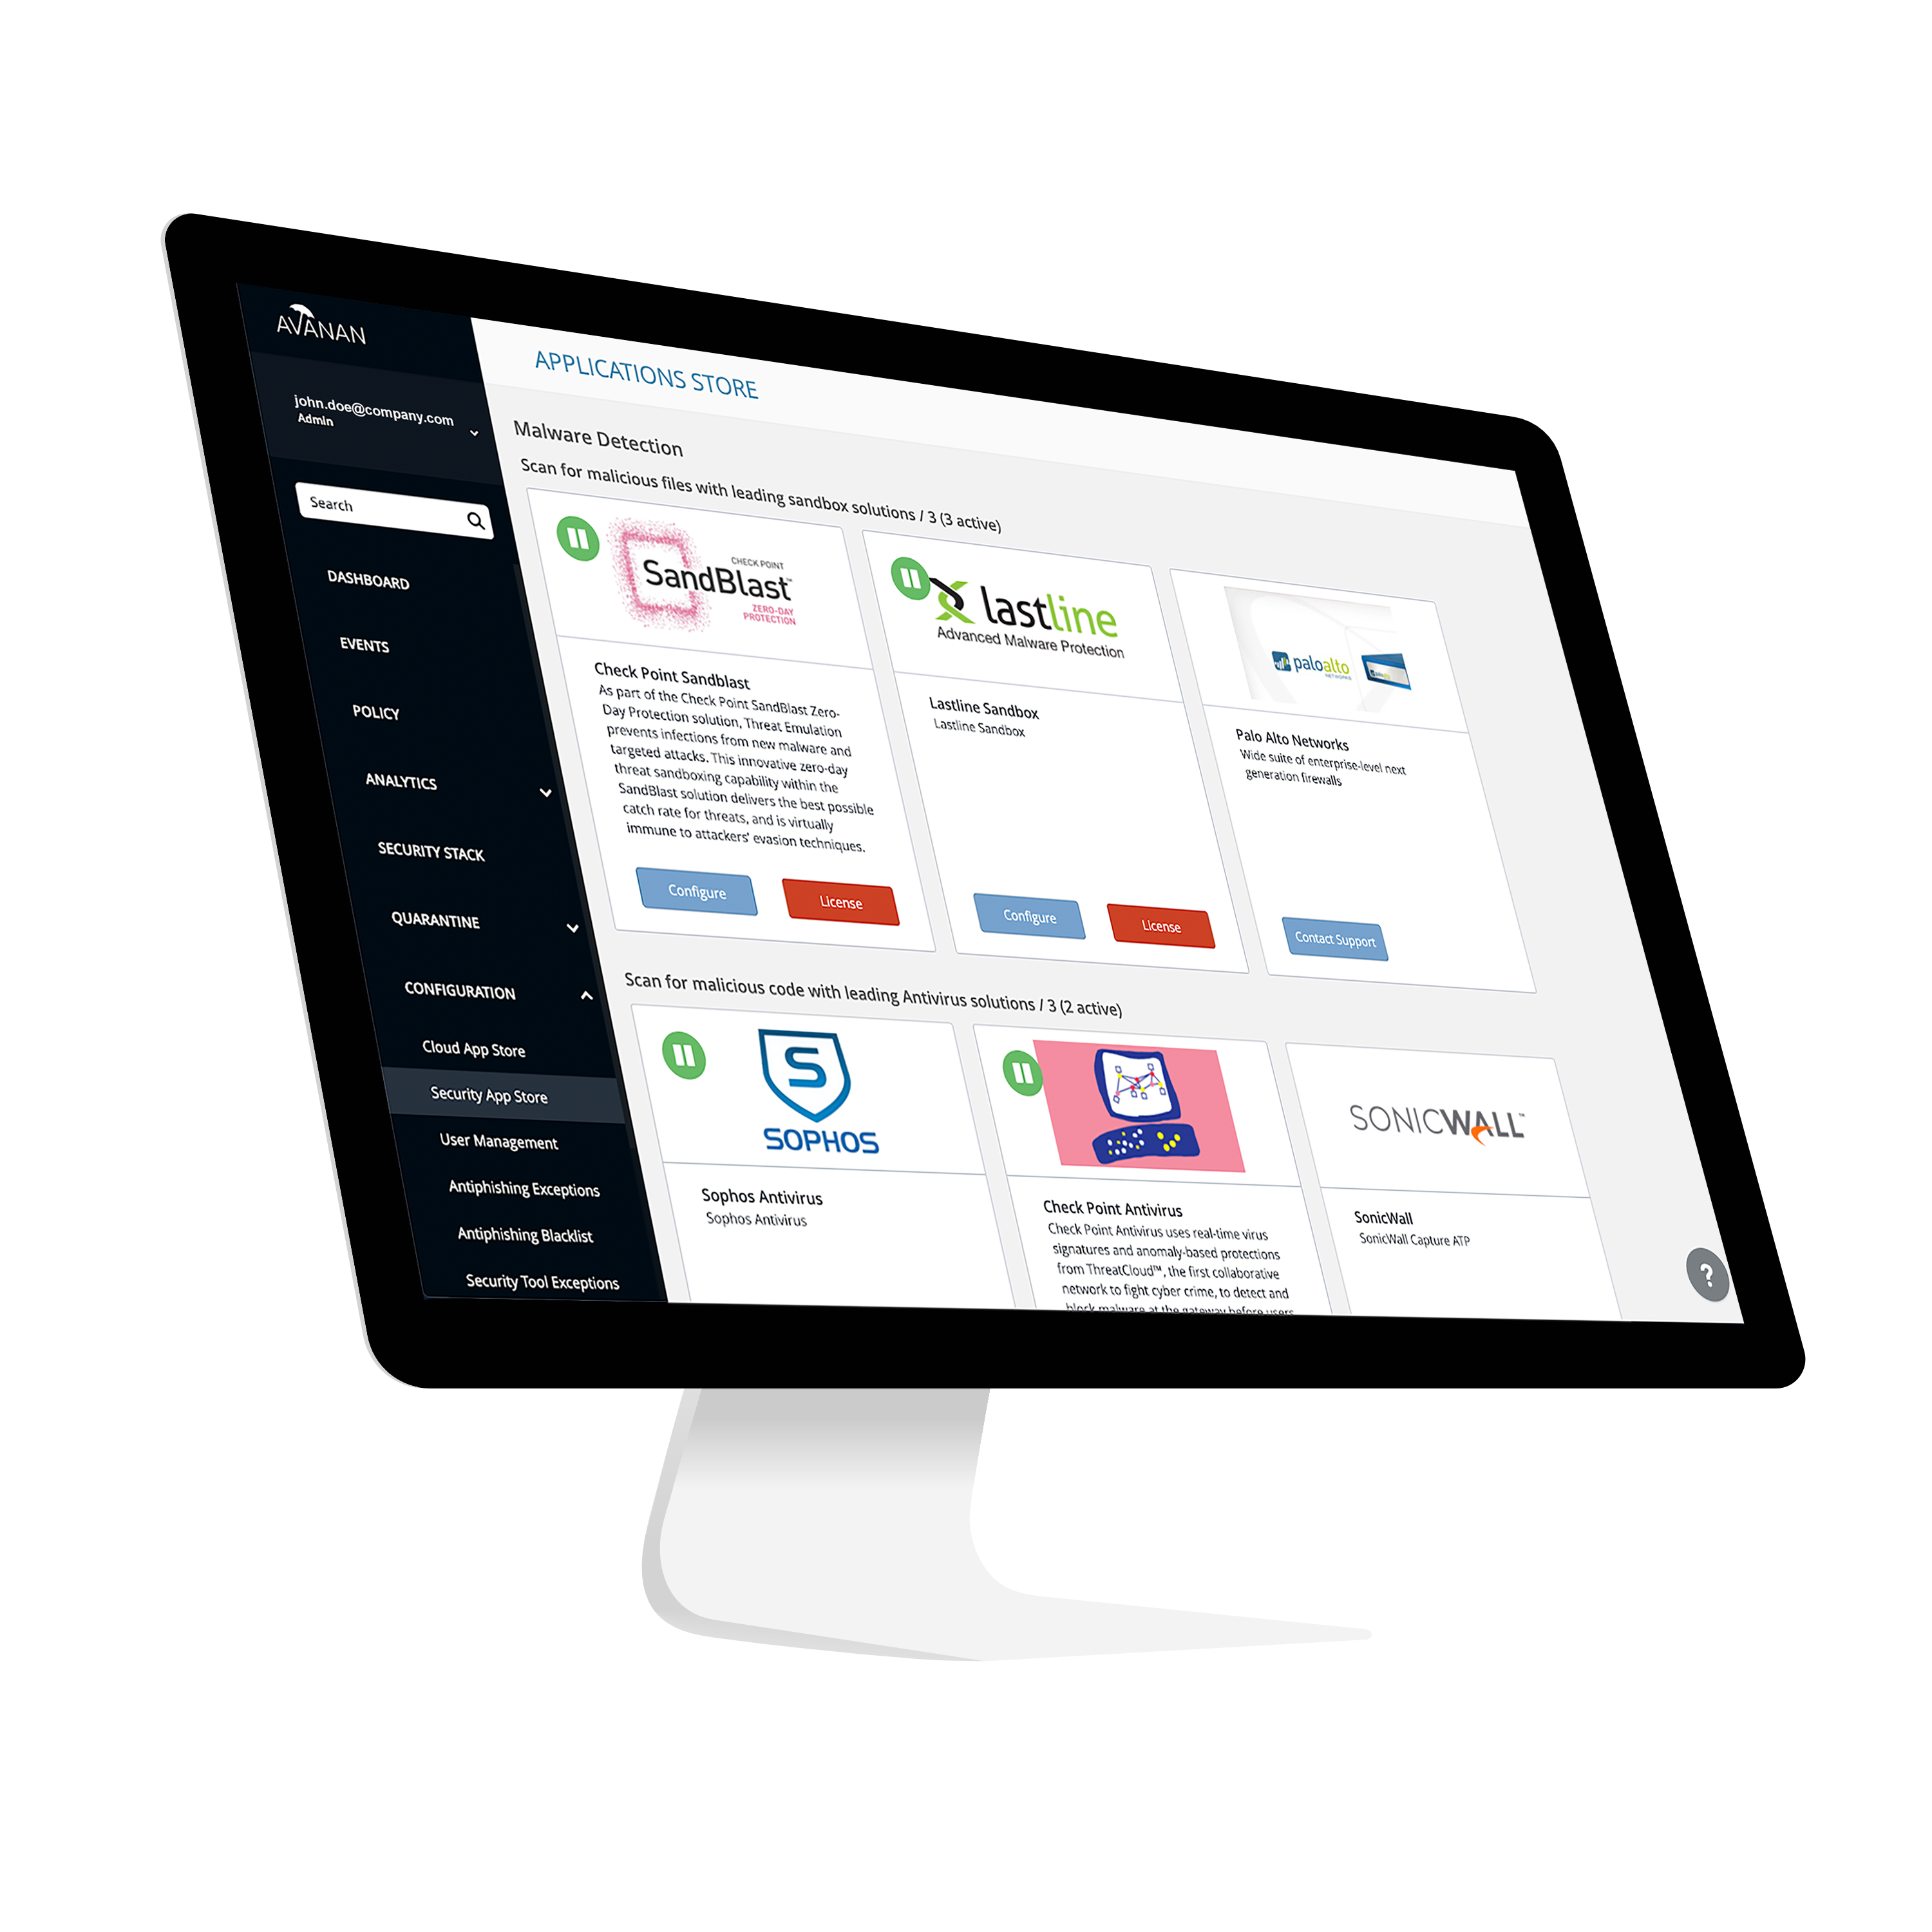 AVANAN
john.doe@company.com
Admin
Search
DASHBOARD
EVENTS
POLICY
ANALYTICS
SECURITY STACK
QUARANTINE
CONFIGURATION
Cloud App Store
Security App Store
User Management
Antiphishing Exceptions
Antiphishing Blacklist
Security Tool Exceptions
APPLICATIONS STORE
Malware Detection
Scan for malicious files with leading sandbox solutions / 3 (3 active)
CHECK POINT
SandBlast™
ZERO-DAY
PROTECTION
Check Point Sandblast
As part of the Check Point SandBlast Zero-
Day Protection solution, Threat Emulation
prevents infections from new malware and
targeted attacks. This innovative zero-day
threat sandboxing capability within the
SandBlast solution delivers the best possible
catch rate for threats, and is virtually
immune to attackers' evasion techniques.
Configure
License
lastline
Advanced Malware Protection
Lastline Sandbox
Lastline Sandbox
Configure
License
paloalto
NETWORKS
Palo Alto Networks
Wide suite of enterprise-level next
generation firewalls
Contact Support
Scan for malicious code with leading Antivirus solutions / 3 (2 active)
S
SOPHOS
Sophos Antivirus
Sophos Antivirus
Check Point Antivirus
Check Point Antivirus uses real-time virus
signatures and anomaly-based protections
from ThreatCloud™, the first collaborative
network to fight cyber crime, to detect and
block malware at the gateway before users
SONICWALL™
SonicWall
SonicWall Capture ATP
?